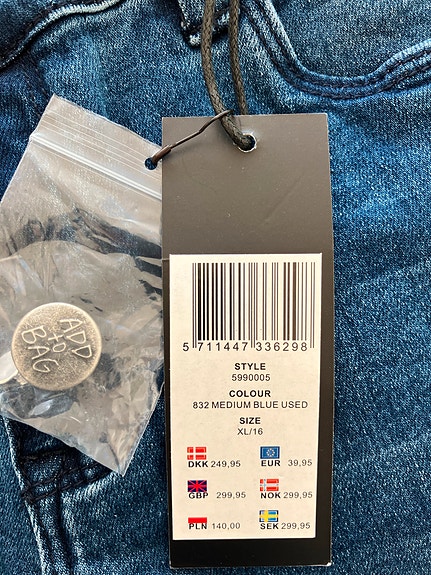 ADD
TO
BAG
5 711447 336298
STYLE
5990005
COLOUR
832 MEDIUM BLUE USED
SIZE
XL/16
DKK 249,95 EUR 39,95
GBP 299,95 NOK 299,95
PLN 140,00 SEK 299,95